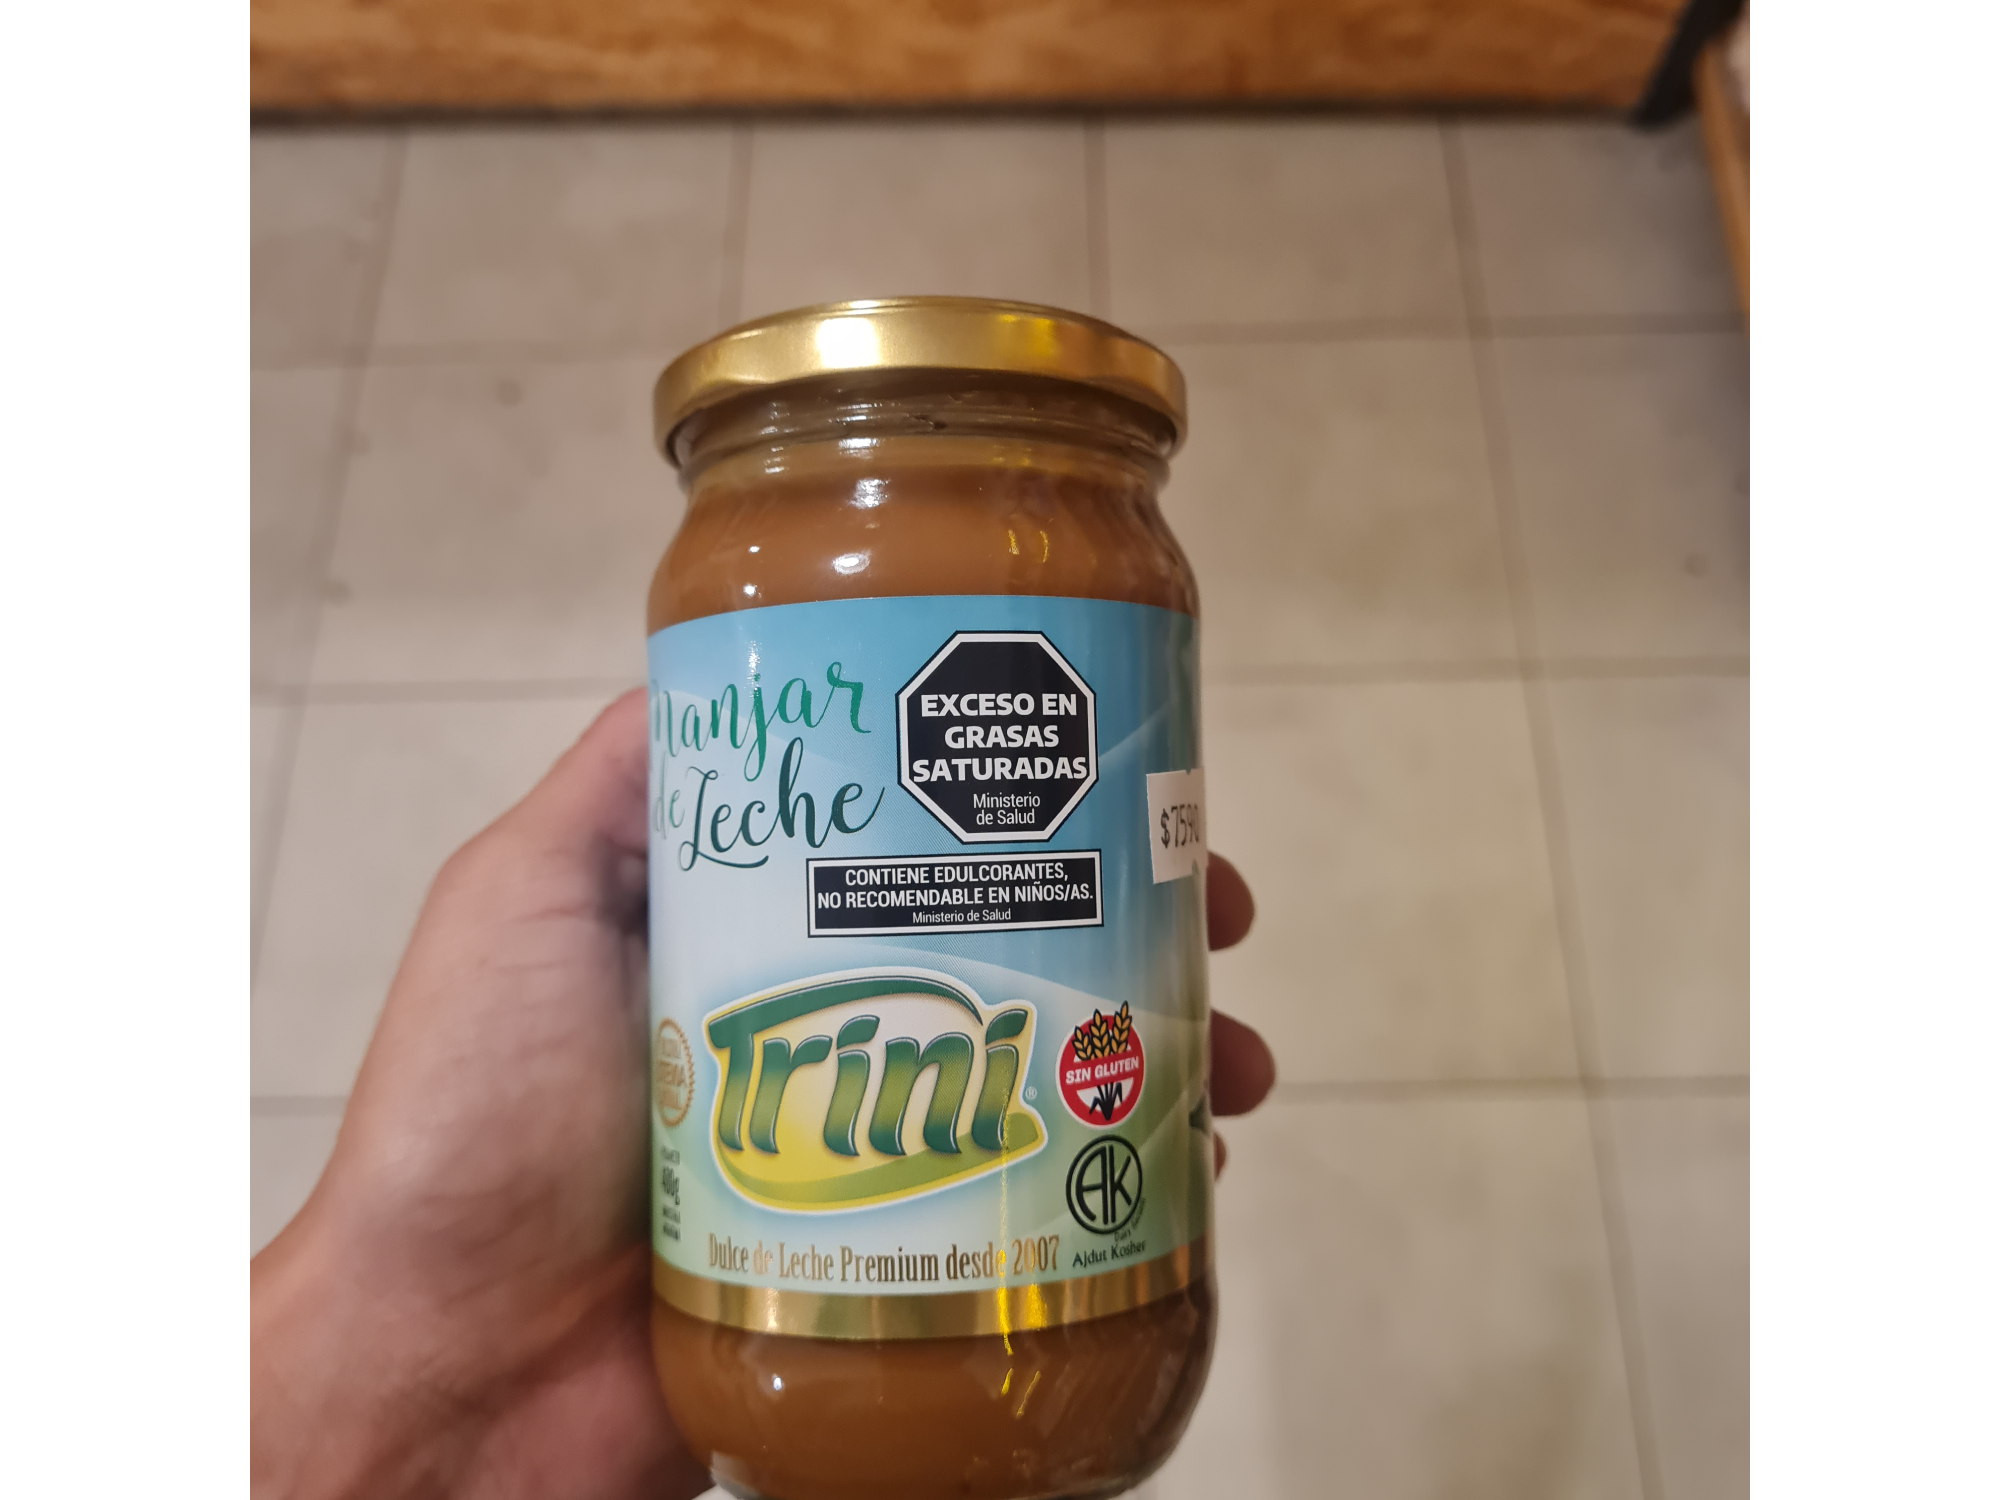 Manjar
de Leche
EXCESO EN
GRASAS
SATURADAS
Ministerio
de Salud
$7590
CONTIENE EDULCORANTES,
NO RECOMENDABLE EN NIÑOS/AS.
Ministerio de Salud
Trini
®
SIN GLUTEN
AK
Ajdut Kosher
480g
Dulce de Leche Premium desde 2007